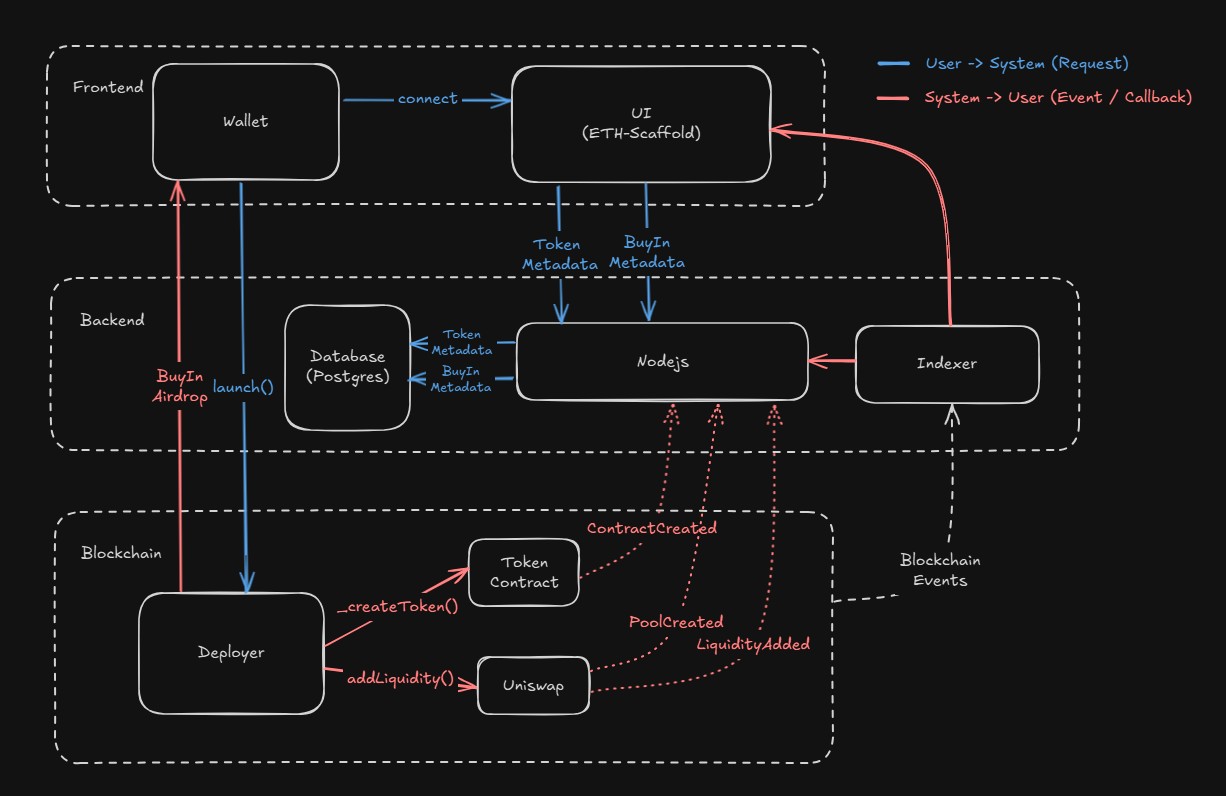 Frontend
Wallet
connect
UI
(ETH-Scaffold)
User -> System (Request)
System -> User (Event / Callback)
Token
Metadata
BuyIn
Metadata
Backend
Database
(Postgres)
Token
Metadata
BuyIn
Metadata
Nodejs
Indexer
BuyIn
Airdrop
launch()
Blockchain
ContractCreated
Token
Contract
Blockchain
Events
_createToken()
Deployer
PoolCreated
LiquidityAdded
addLiquidity()
Uniswap